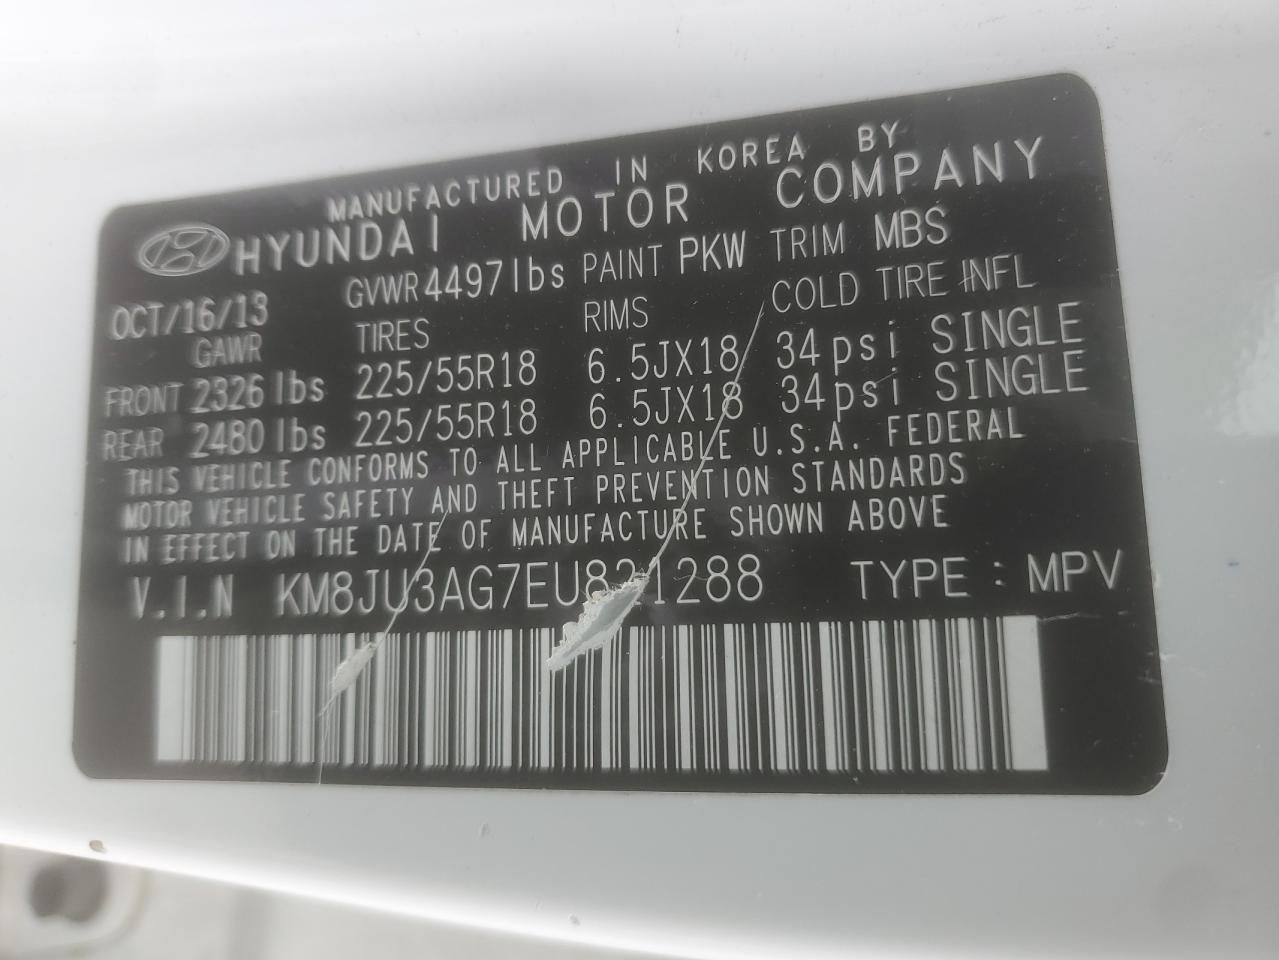 MANUFACTURED IN KOREA BY
HYUNDAI MOTOR COMPANY
OCT/16/13 GVWR 4497lbs PAINT PKW TRIM MBS
GAWR TIRES RIMS COLD TIRE INFL
FRONT 2326 lbs 225/55R18 6.5JX18 34psi SINGLE
REAR 2480 lbs 225/55R18 6.5JX18 34psi SINGLE
THIS VEHICLE CONFORMS TO ALL APPLICABLE U.S.A. FEDERAL
MOTOR VEHICLE SAFETY AND THEFT PREVENTION STANDARDS
IN EFFECT ON THE DATE OF MANUFACTURE SHOWN ABOVE
V.I.N KM8JU3AG7EU821288 TYPE : MPV